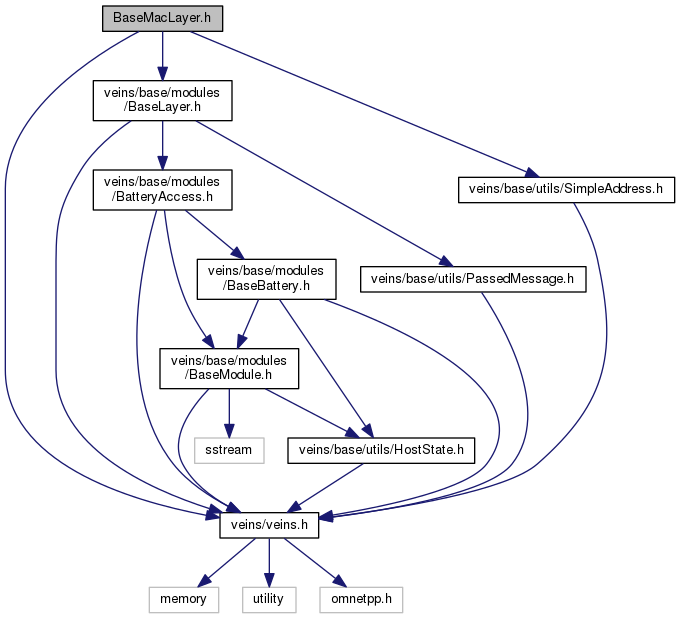 BaseMacLayer.h
veins/base/modules
/BaseLayer.h
veins/base/modules
/BatteryAccess.h
veins/base/utils/SimpleAddress.h
veins/base/modules
/BaseBattery.h
veins/base/utils/PassedMessage.h
veins/base/modules
/BaseModule.h
sstream
veins/base/utils/HostState.h
veins/veins.h
memory
utility
omnetpp.h